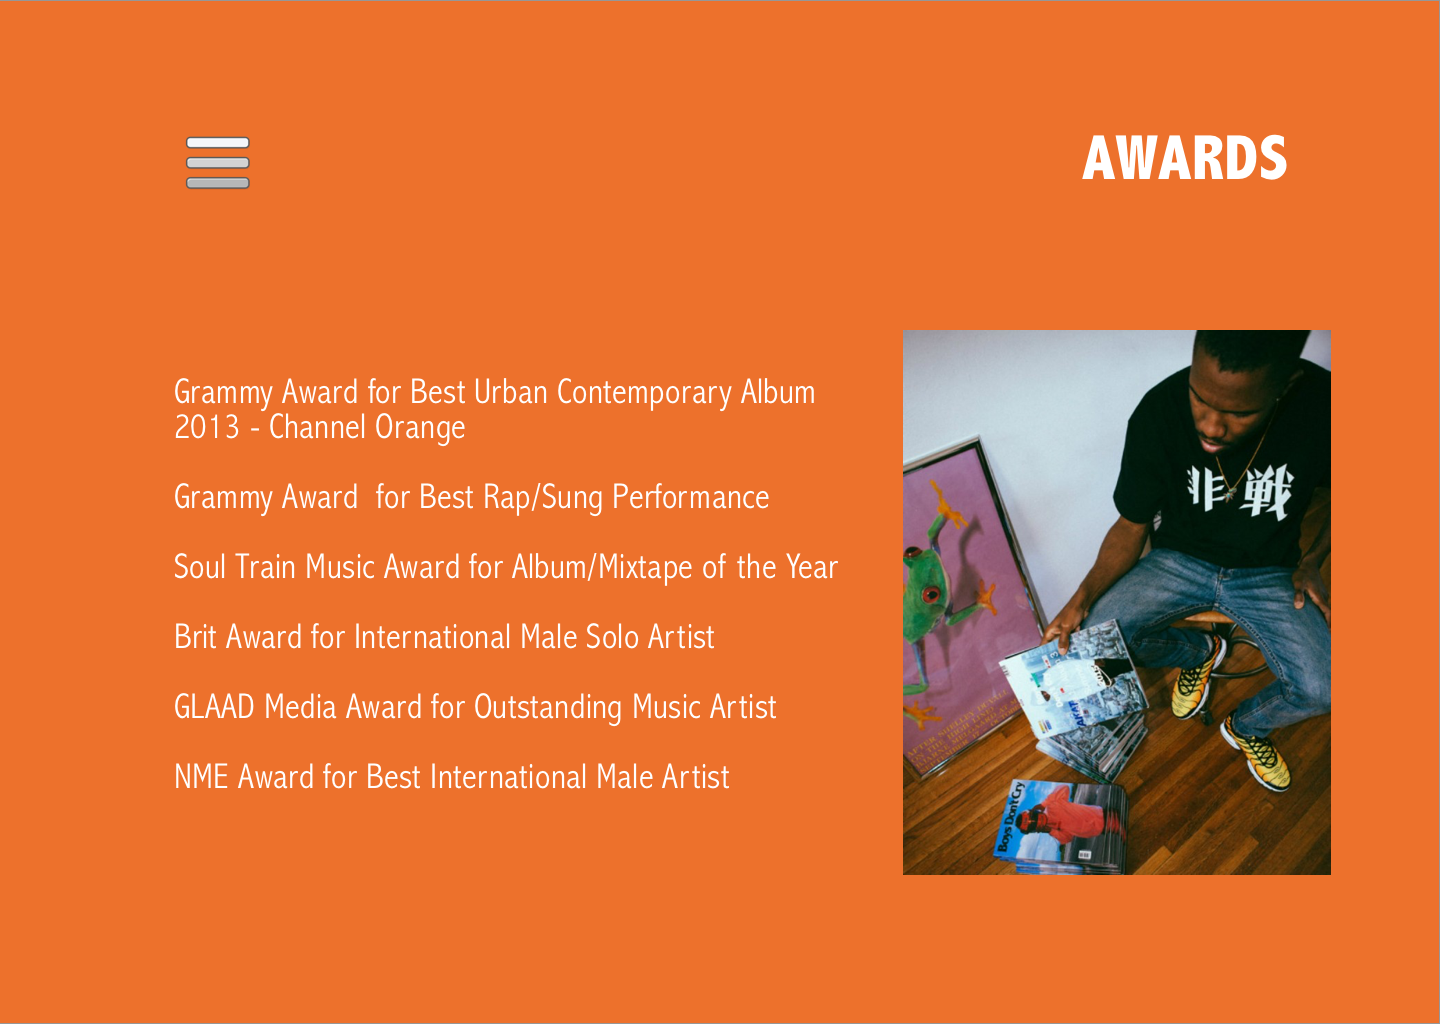 AWARDS
Grammy Award for Best Urban Contemporary Album
2013 - Channel Orange
Grammy Award  for Best Rap/Sung Performance
Soul Train Music Award for Album/Mixtape of the Year
Brit Award for International Male Solo Artist
GLAAD Media Award for Outstanding Music Artist
NME Award for Best International Male Artist
非戦
Boys Don't Cry